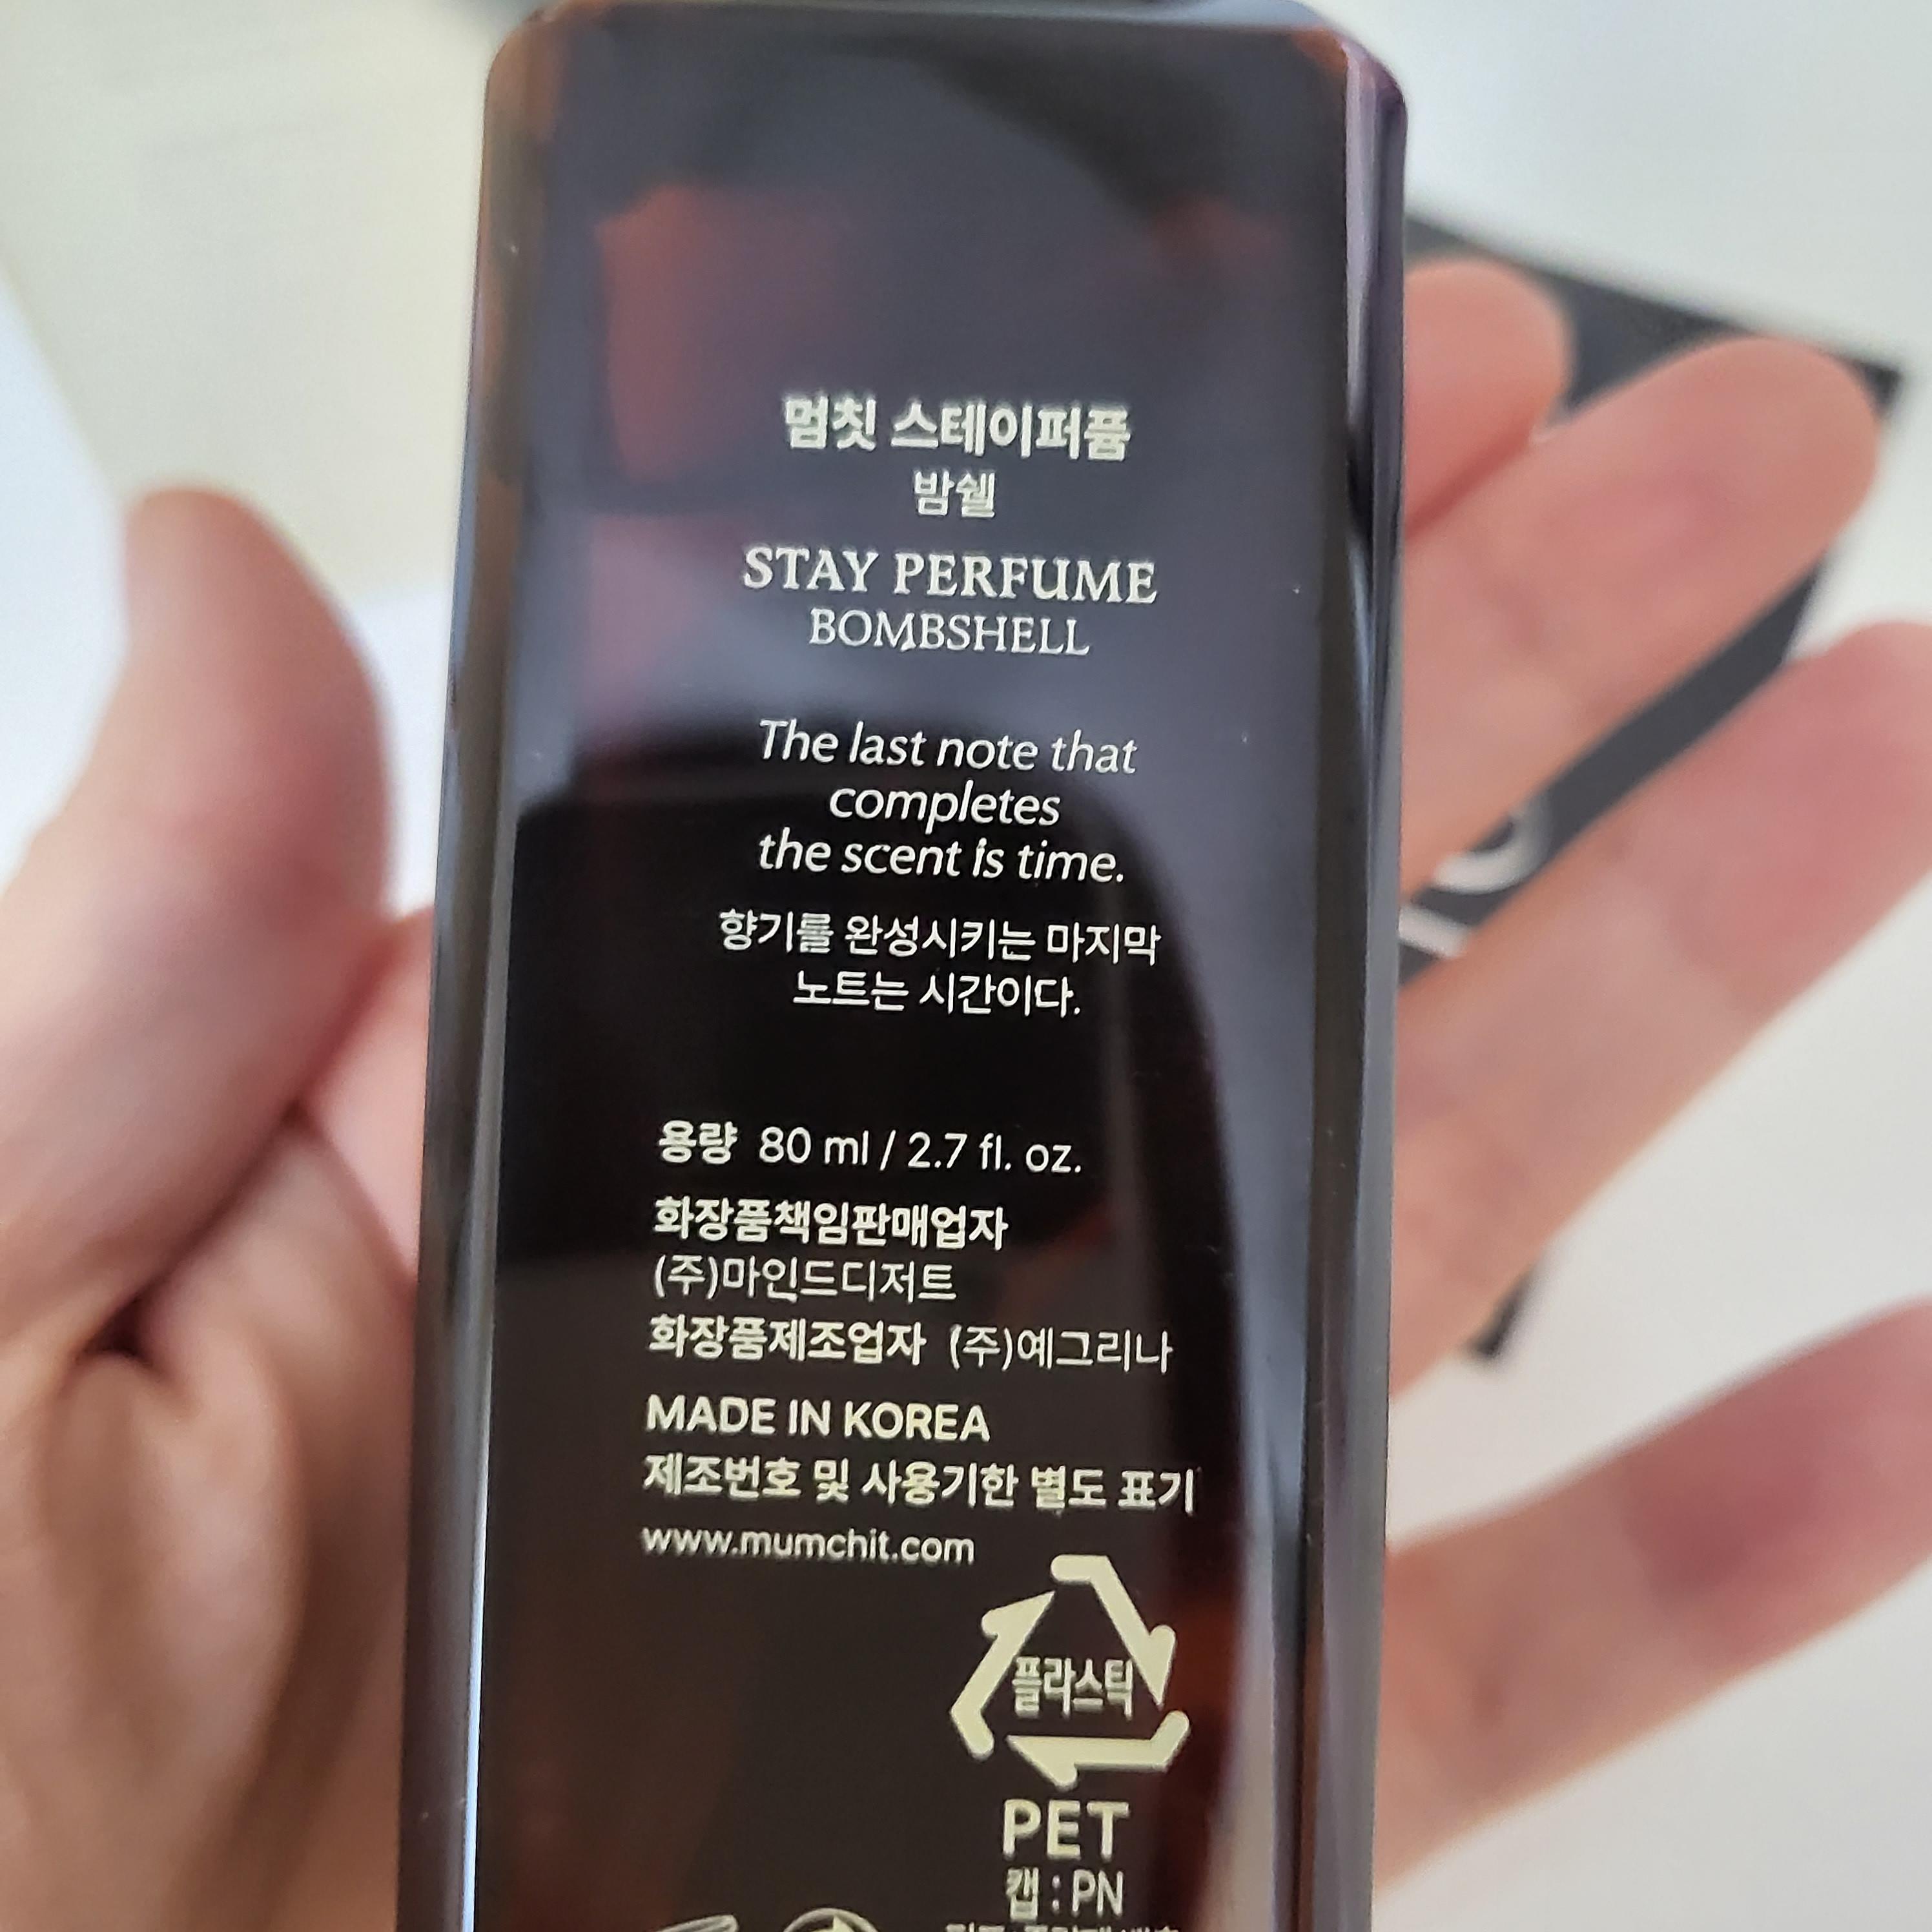 멈칫 스테이퍼퓸
밤쉘
STAY PERFUME
BOMBSHELL
The last note that
completes
the scent is time.
향기를 완성시키는 마지막
노트는 시간이다.
용량 80 ml / 2.7 fl. oz.
화장품책임판매업자
(주)마인드디저트
화장품제조업자 (주)예그리나
MADE IN KOREA
제조번호 및 사용기한 별도 표기
www.mumchit.com
플라스틱
PET
캡 : PN